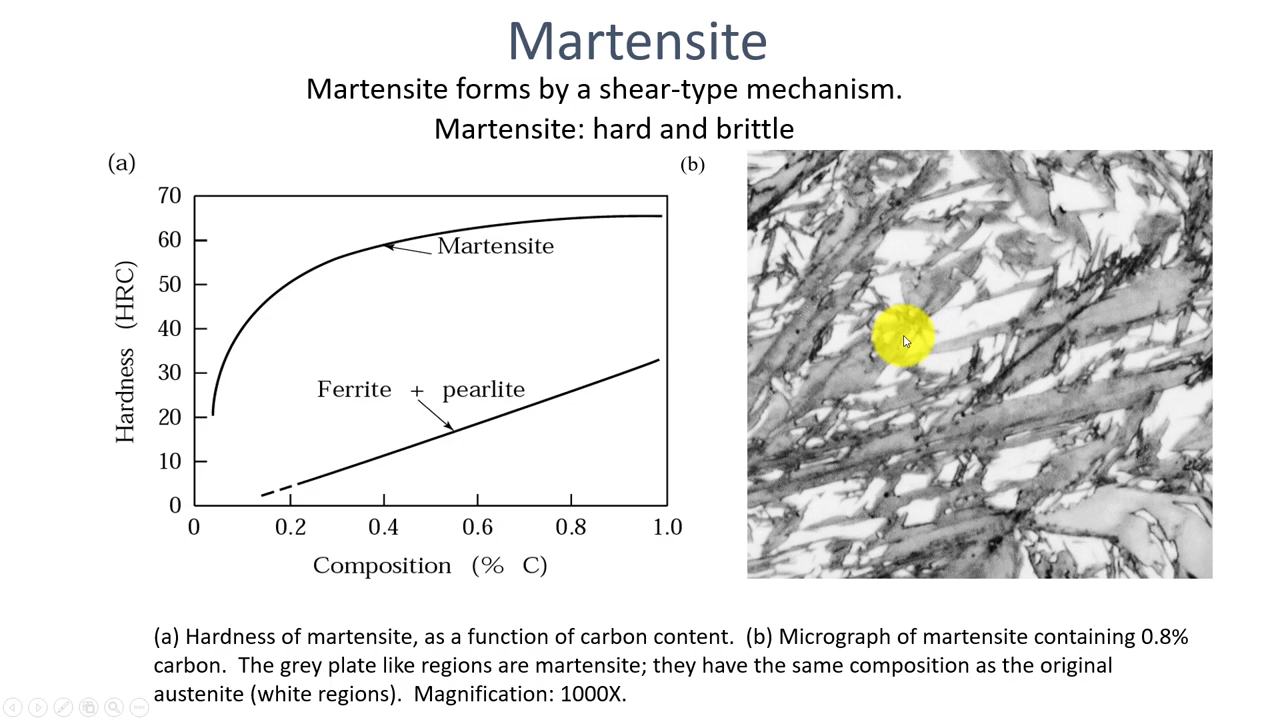 Martensite
Martensite forms by a shear-type mechanism.
Martensite: hard and brittle
(a)
(b)
70
60
50
40
30
20
10
0
Hardness (HRC)
Martensite
Ferrite + pearlite
0 0.2 0.4 0.6 0.8 1.0
Composition (% C)
(a) Hardness of martensite, as a function of carbon content. (b) Micrograph of martensite containing 0.8%
carbon. The grey plate like regions are martensite; they have the same composition as the original
austenite (white regions). Magnification: 1000X.